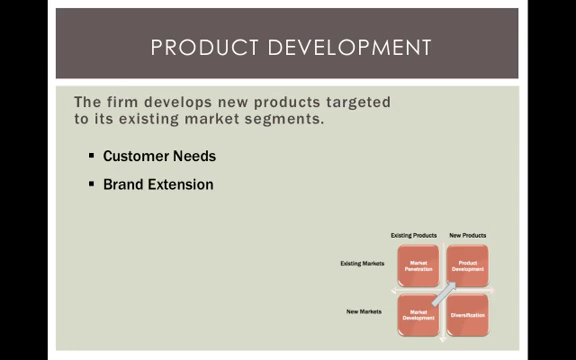 PRODUCT DEVELOPMENT
The firm develops new products targeted
to its existing market segments.
▪ Customer Needs
▪ Brand Extension
Existing Products New Products
Existing Markets
Market
Penetration
Product
Development
New Markets
Market
Development
Diversification